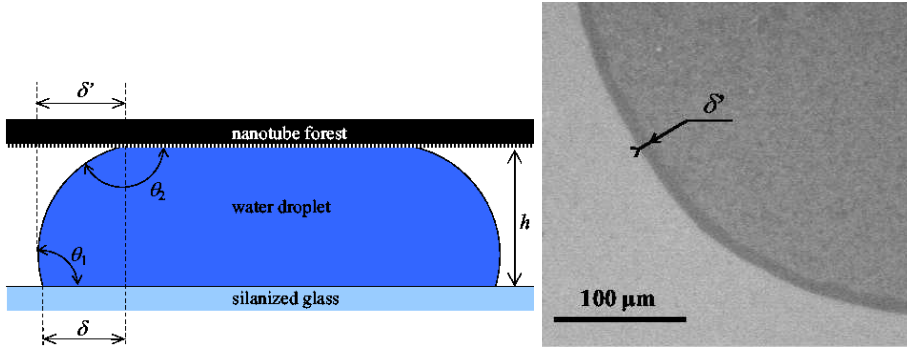 δ'
nanotube forest
θ2
water droplet
h
θ1
silanized glass
δ
δ'
100 µm